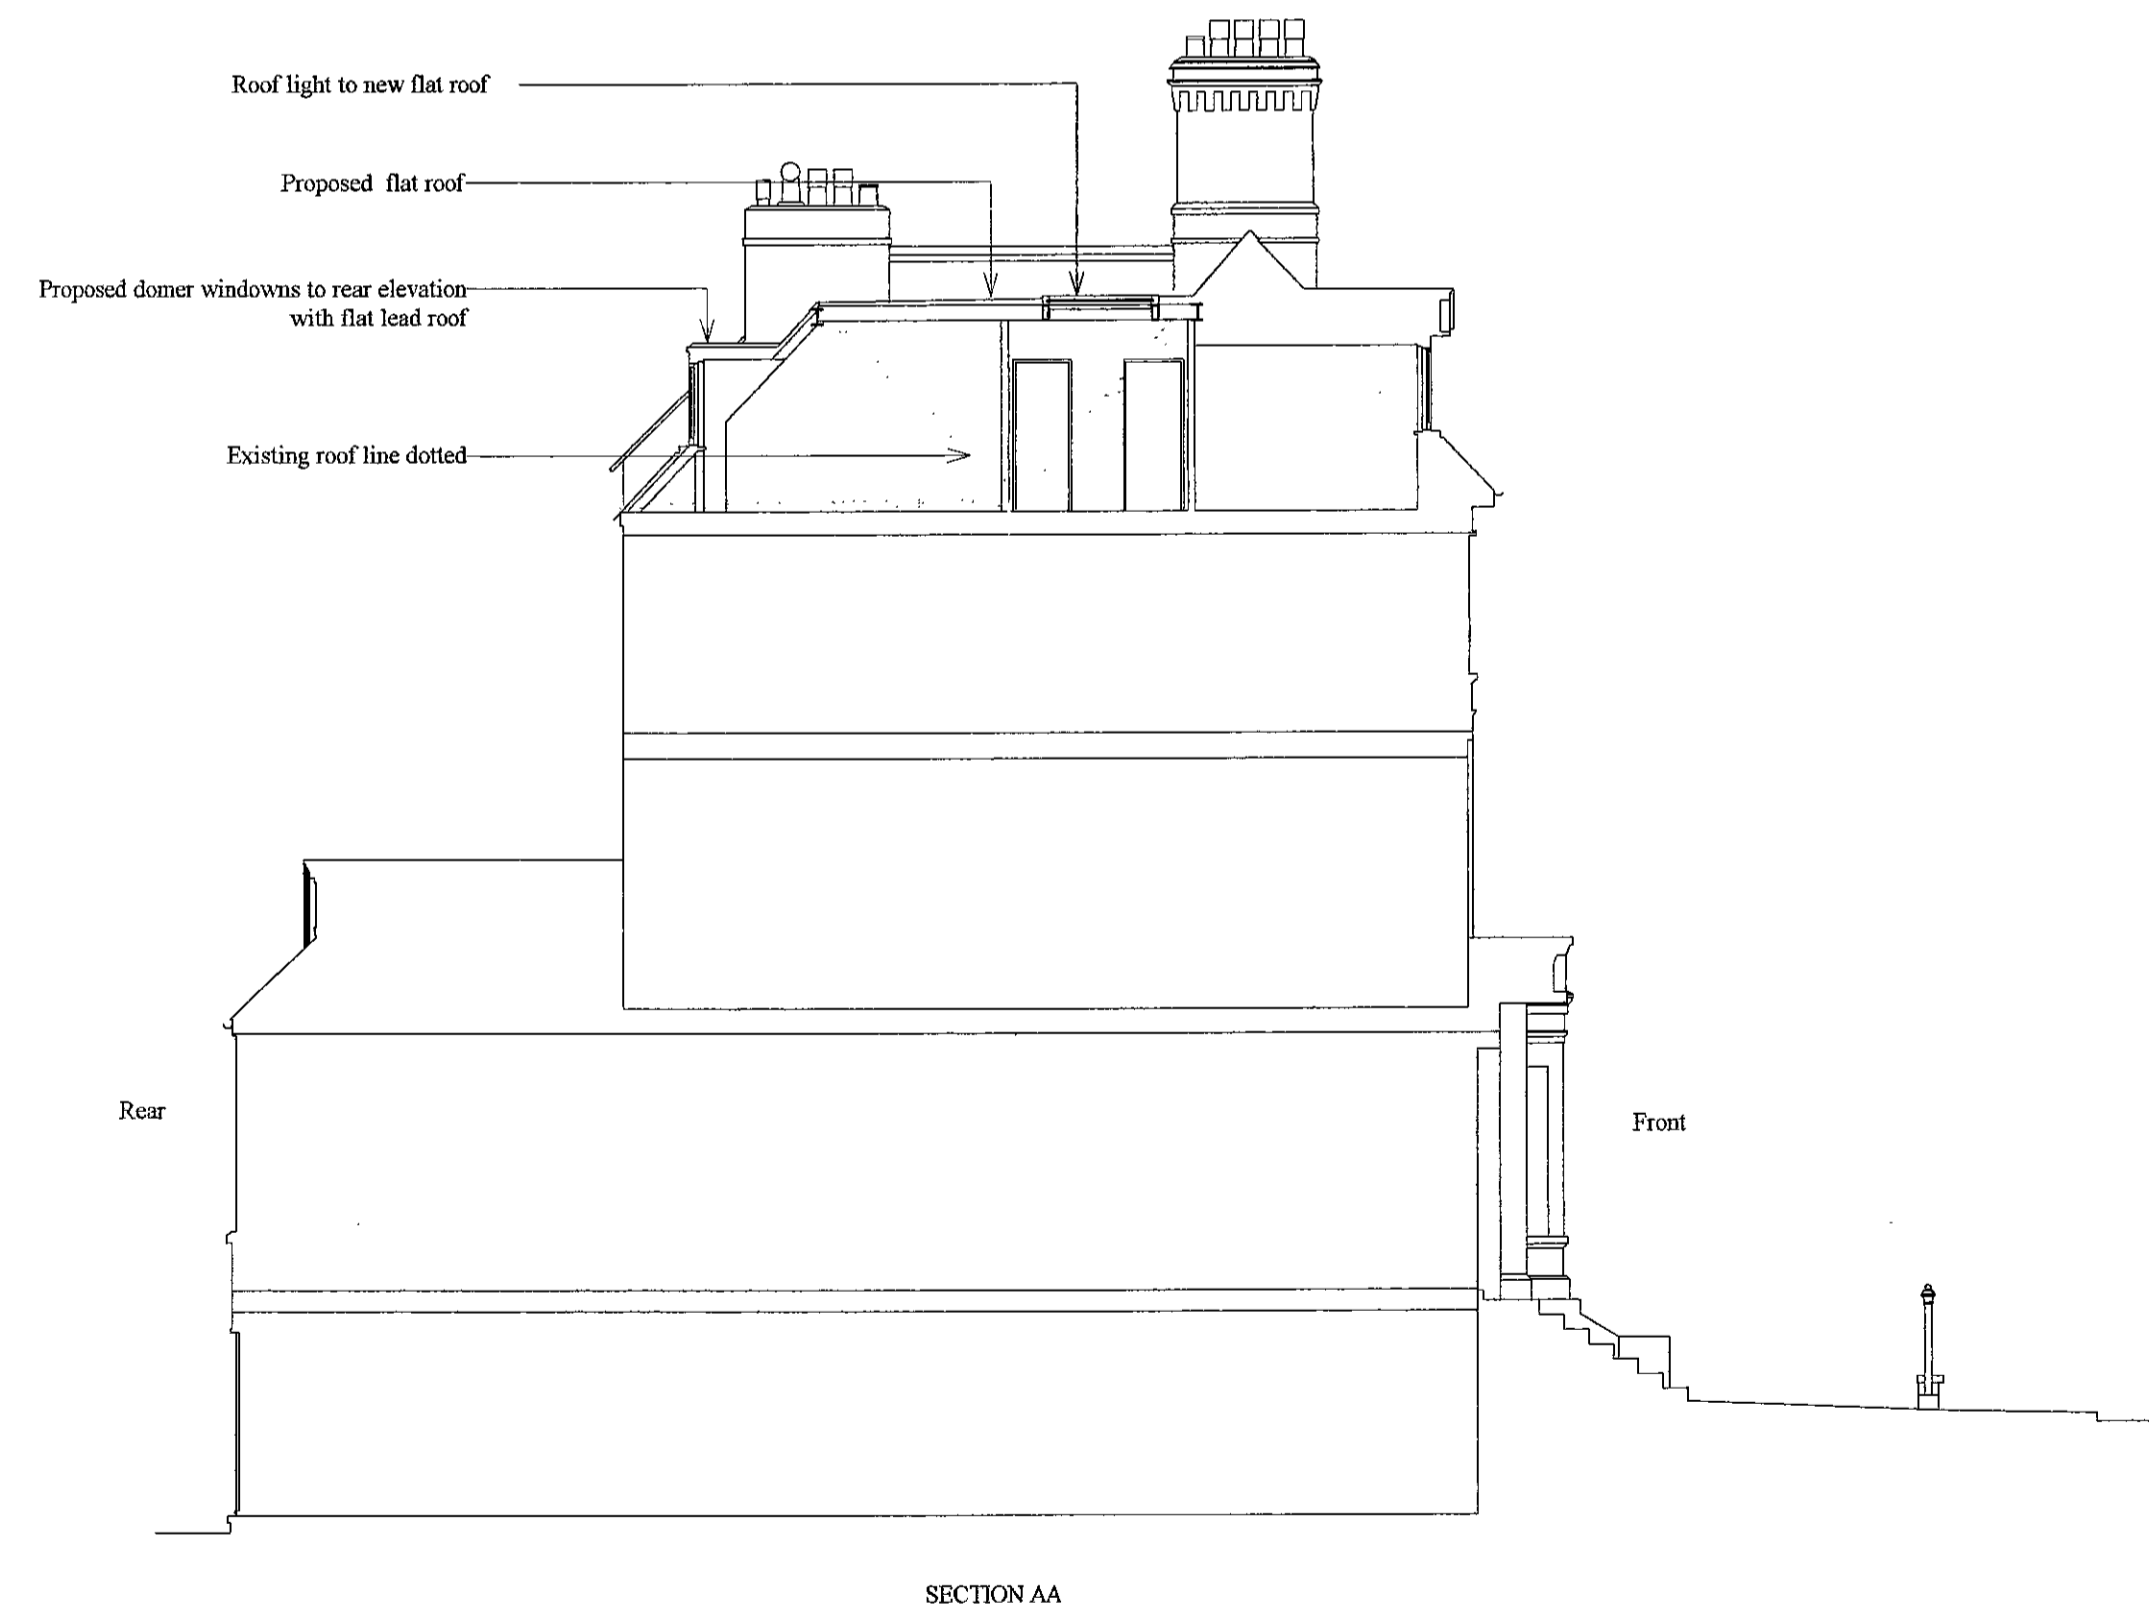 Roof light to new flat roof
Proposed flat roof
Proposed domer windowns to rear elevation
with flat lead roof
Existing roof line dotted
Rear
Front
SECTION AA